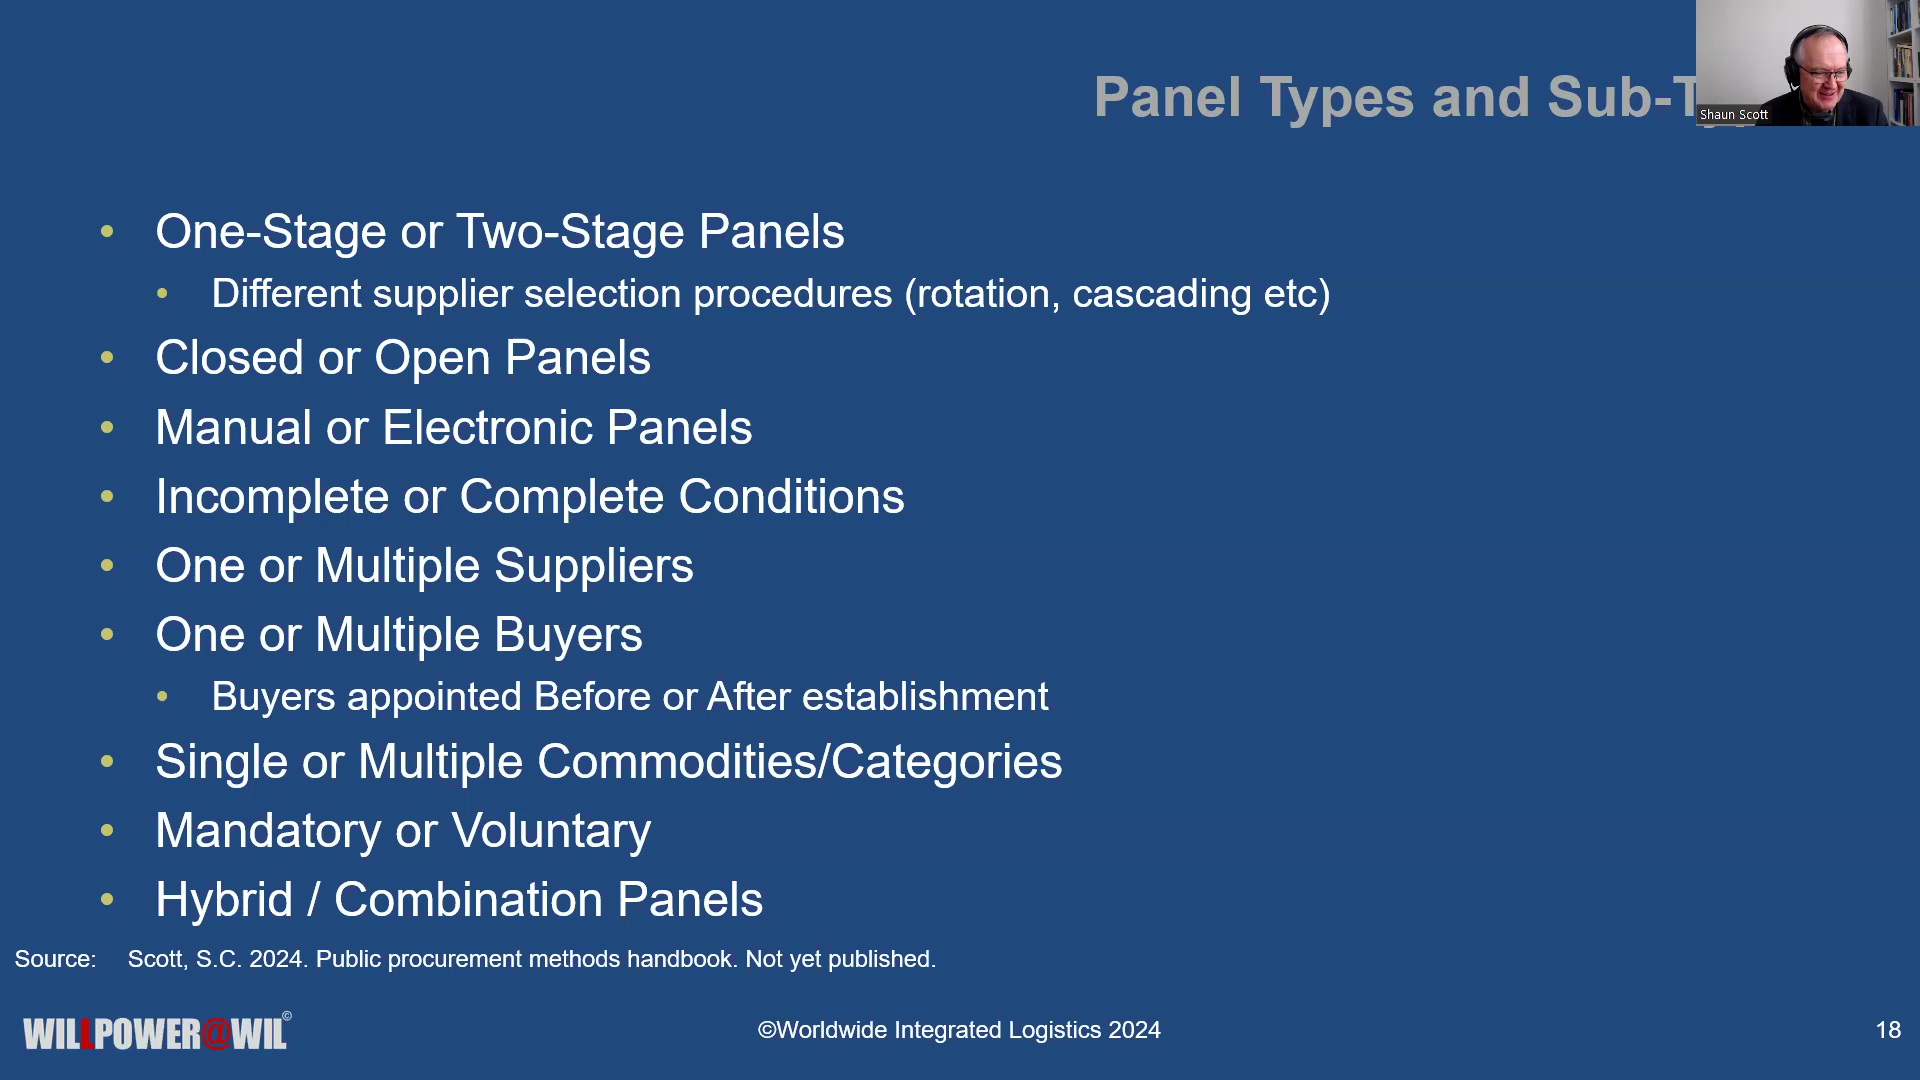 Panel Types and Sub-T
Shaun Scott
• One-Stage or Two-Stage Panels
• Different supplier selection procedures (rotation, cascading etc)
• Closed or Open Panels
• Manual or Electronic Panels
• Incomplete or Complete Conditions
• One or Multiple Suppliers
• One or Multiple Buyers
• Buyers appointed Before or After establishment
• Single or Multiple Commodities/Categories
• Mandatory or Voluntary
• Hybrid / Combination Panels
Source: Scott, S.C. 2024. Public procurement methods handbook. Not yet published.
WILLPOWER@WIL©
©Worldwide Integrated Logistics 2024
18